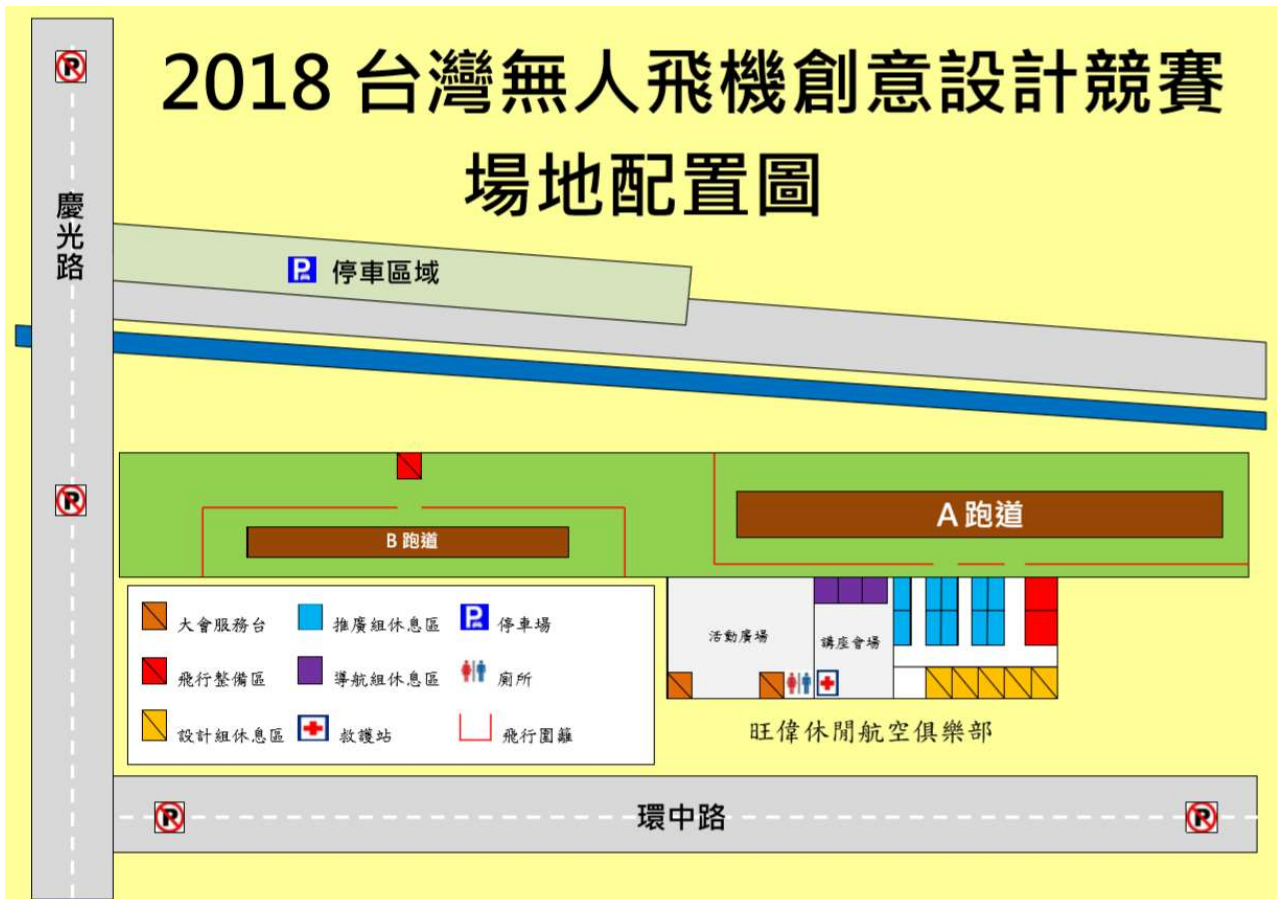 2018 台灣無人飛機創意設計競賽
場地配置圖
慶光路
停車區域
A 跑道
B 跑道
大會服務台
推廣組休息區
停車場
飛行整備區
導航組休息區
廁所
設計組休息區
救護站
飛行圍籬
活動廣場
講座會場
旺偉休閒航空俱樂部
環中路